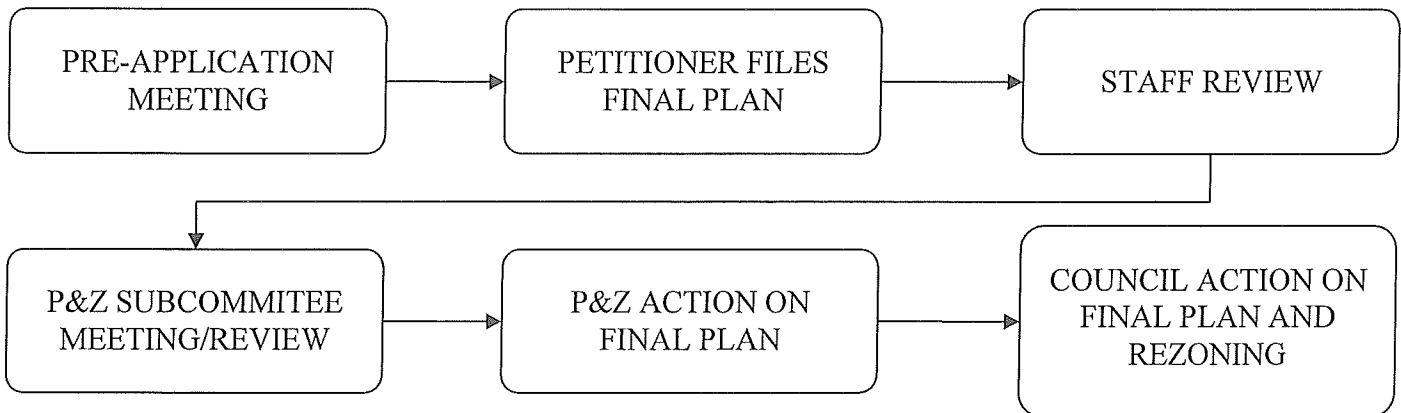 PRE-APPLICATION
MEETING
PETITIONER FILES
FINAL PLAN
STAFF REVIEW
P&Z SUBCOMMITEE
MEETING/REVIEW
P&Z ACTION ON
FINAL PLAN
COUNCIL ACTION ON
FINAL PLAN AND
REZONING